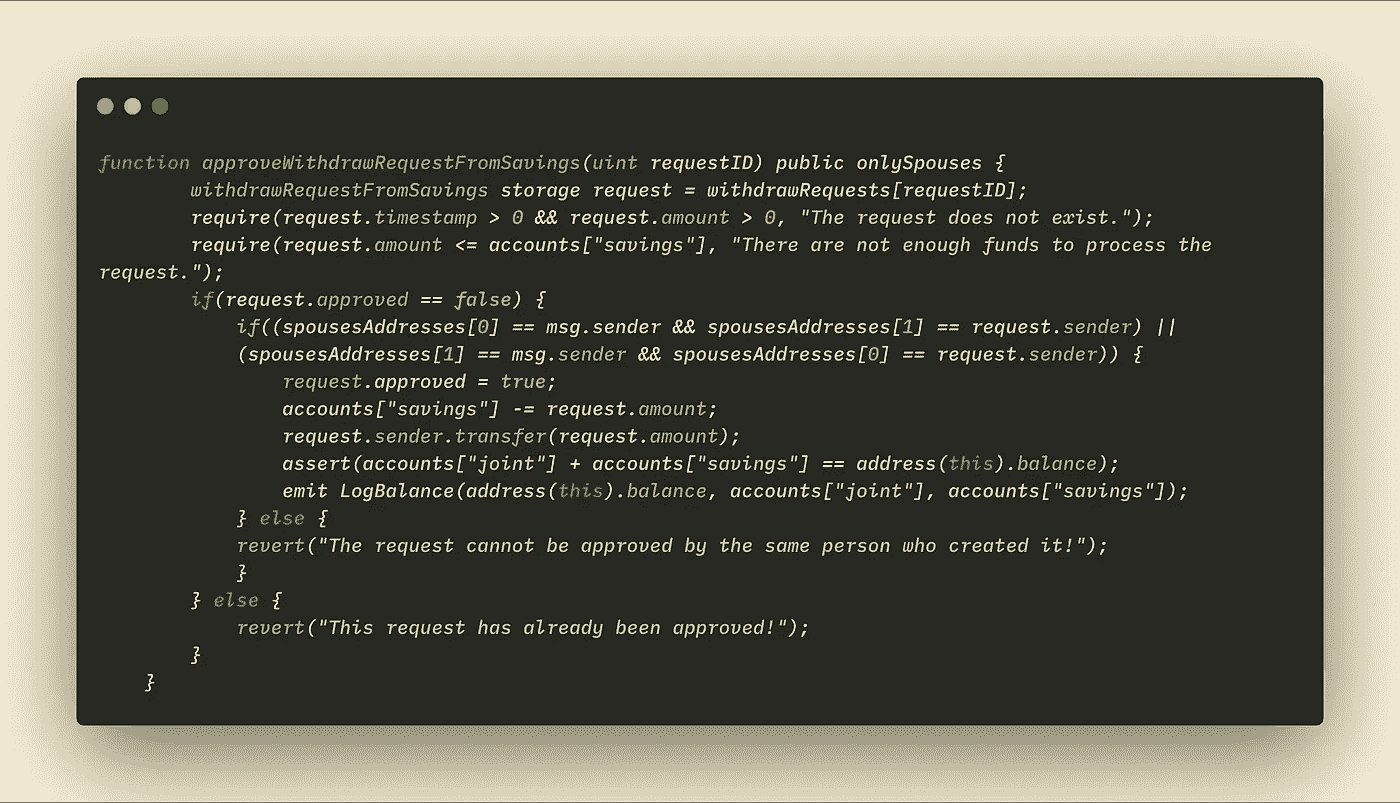 function approveWithdrawRequestFromSavings(uint requestID) public onlySpouses {
withdrawRequestFromSavings storage request = withdrawRequests[requestID];
require(request.timestamp > 0 && request.amount > 0, "The request does not exist.");
require(request.amount <= accounts["savings"], "There are not enough funds to process the
request.");
if(request.approved == false) {
if((spousesAddresses[0] == msg.sender && spousesAddresses[1] == request.sender) ||
(spousesAddresses[1] == msg.sender && spousesAddresses[0] == request.sender)) {
request.approved = true;
accounts["savings"] -= request.amount;
request.sender.transfer(request.amount);
assert(accounts["joint"] + accounts["savings"] == address(this).balance);
emit LogBalance(address(this).balance, accounts["joint"], accounts["savings"]);
} else {
revert("The request cannot be approved by the same person who created it!");
}
} else {
revert("This request has already been approved!");
}
}